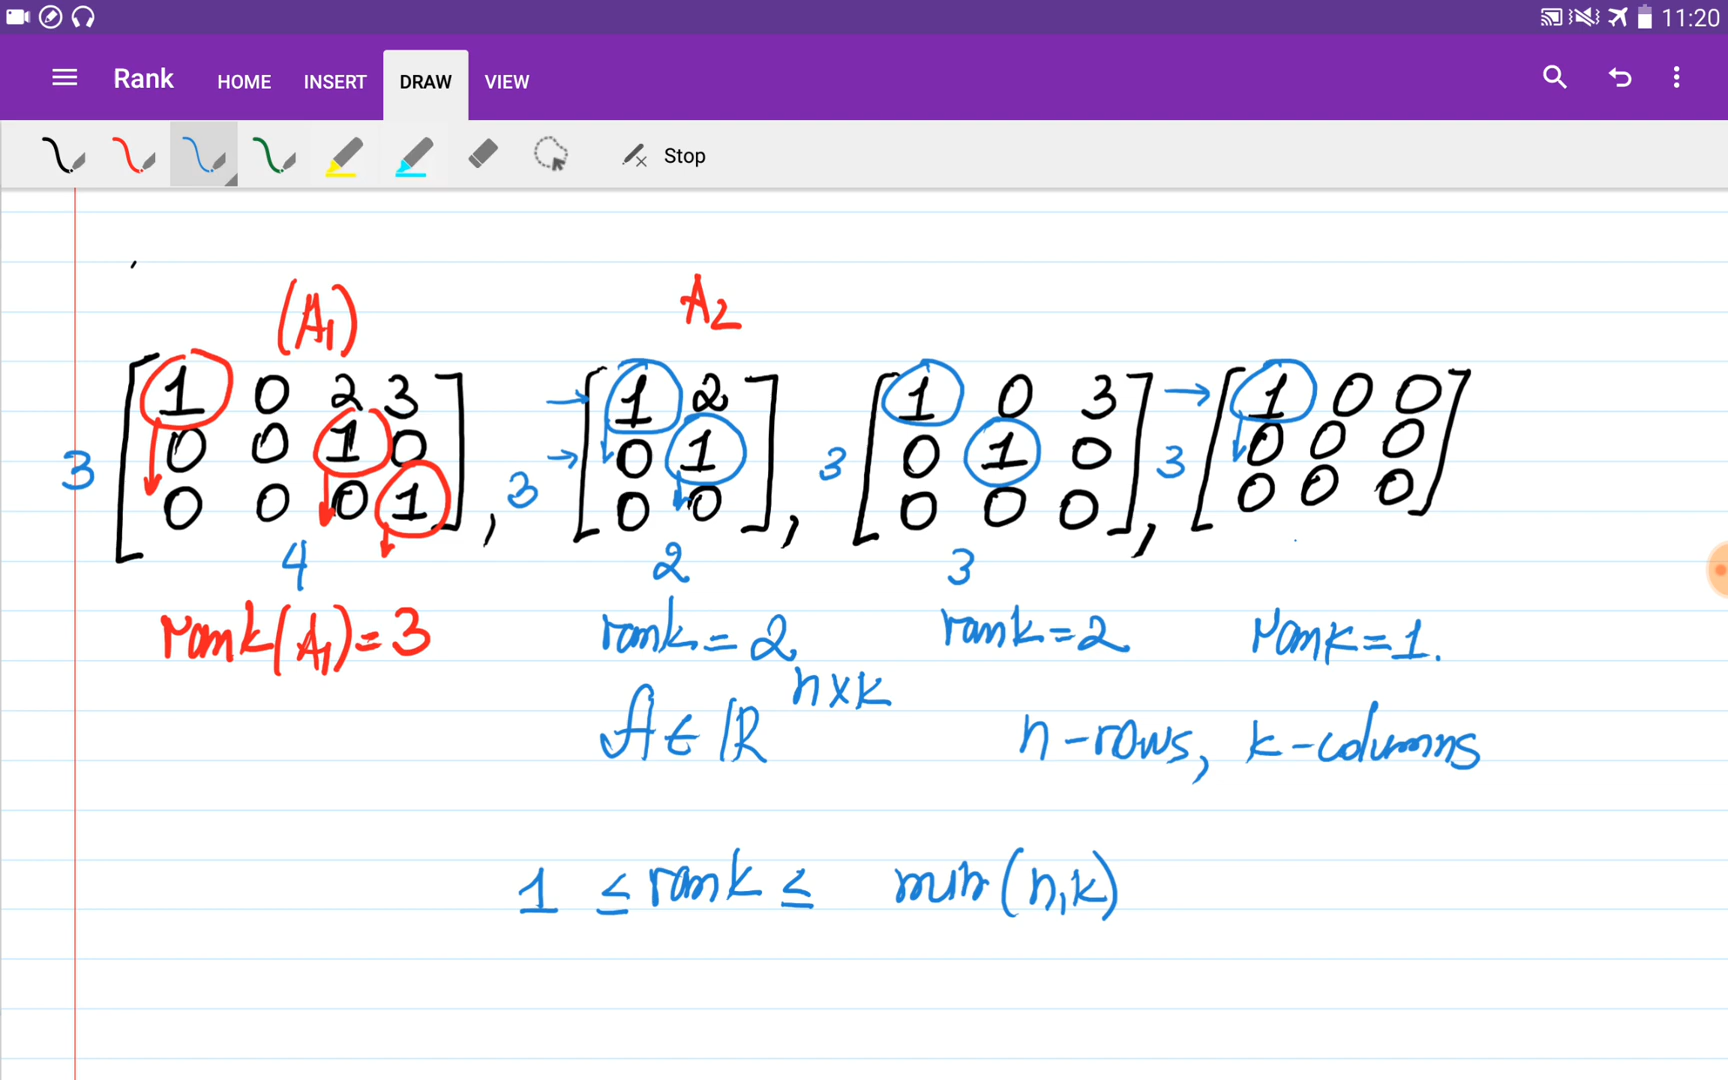 11:20
Rank HOME INSERT DRAW VIEW
Stop
(A₁) A₂
[1 0 2 3] [1 2] [1 0 3] [1 0 0]
3 [0 0 1 0] 3 [0 1] 3 [0 1 0] 3 [0 0 0]
[0 0 0 1] , [0 0] , [0 0 0] , [0 0 0]
4 2 3
rank(A₁)=3 rank=2 rank=2 rank=1.
A ∈ ℝ^(n×k) n-rows, k-columns
1 ≤ rank ≤ min(n,k)